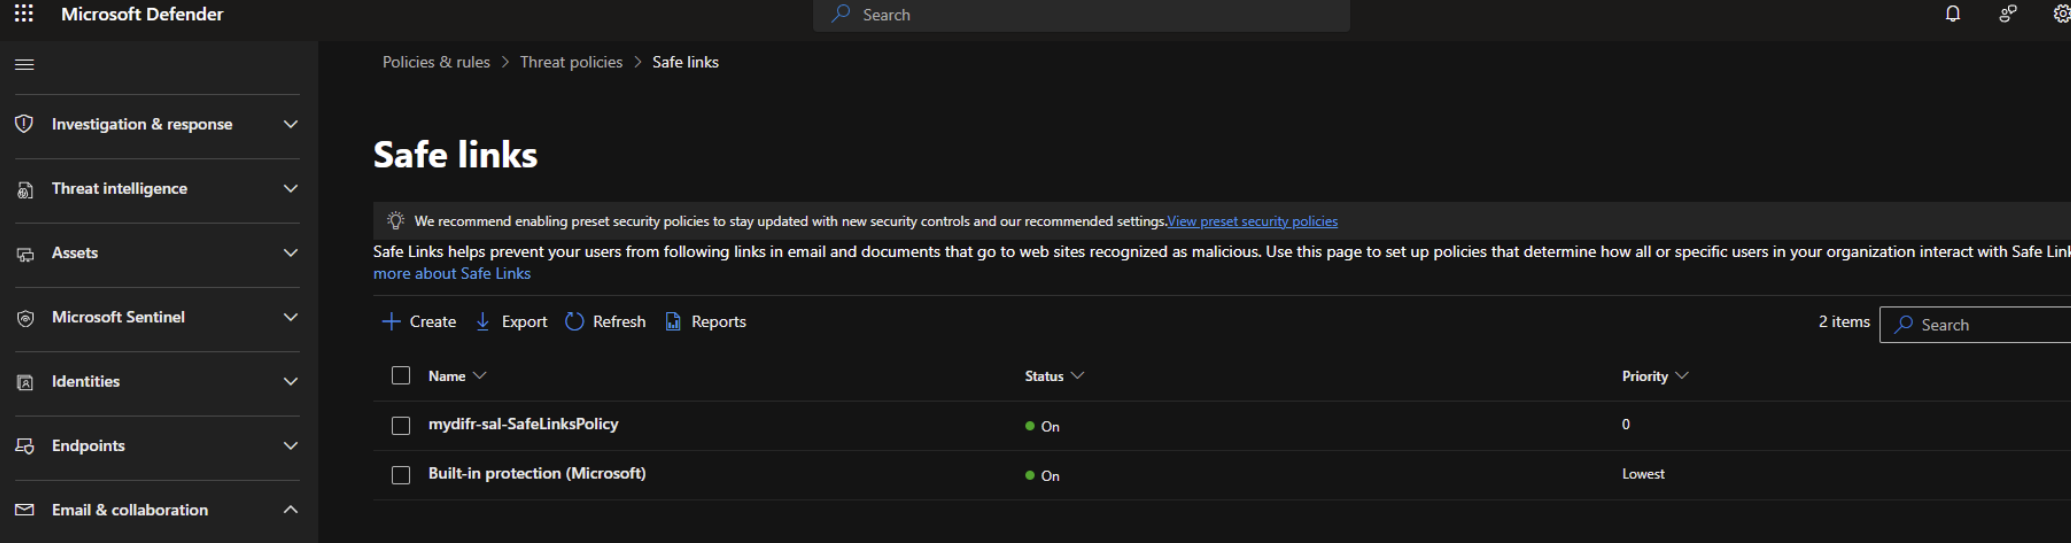 Microsoft Defender
Search
Policies & rules > Threat policies > Safe links
Investigation & response
Threat intelligence
Assets
Microsoft Sentinel
Identities
Endpoints
Email & collaboration
Safe links
We recommend enabling preset security policies to stay updated with new security controls and our recommended settings.View preset security policies
Safe Links helps prevent your users from following links in email and documents that go to web sites recognized as malicious. Use this page to set up policies that determine how all or specific users in your organization interact with Safe
more about Safe Links
Create Export Refresh Reports 2 items Search
Name Status Priority
mydifr-sal-SafeLinksPolicy On 0
Built-in protection (Microsoft) On Lowest